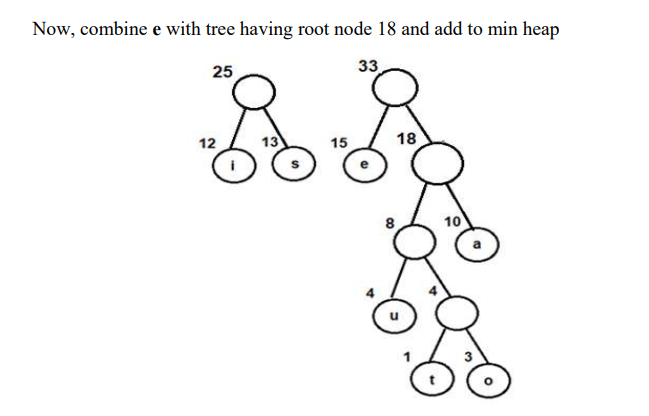 Now, combine e with tree having root node 18 and add to min heap
25 33
12 13 15 18
i s e
8 10
a
4 4
u
1 3
t o